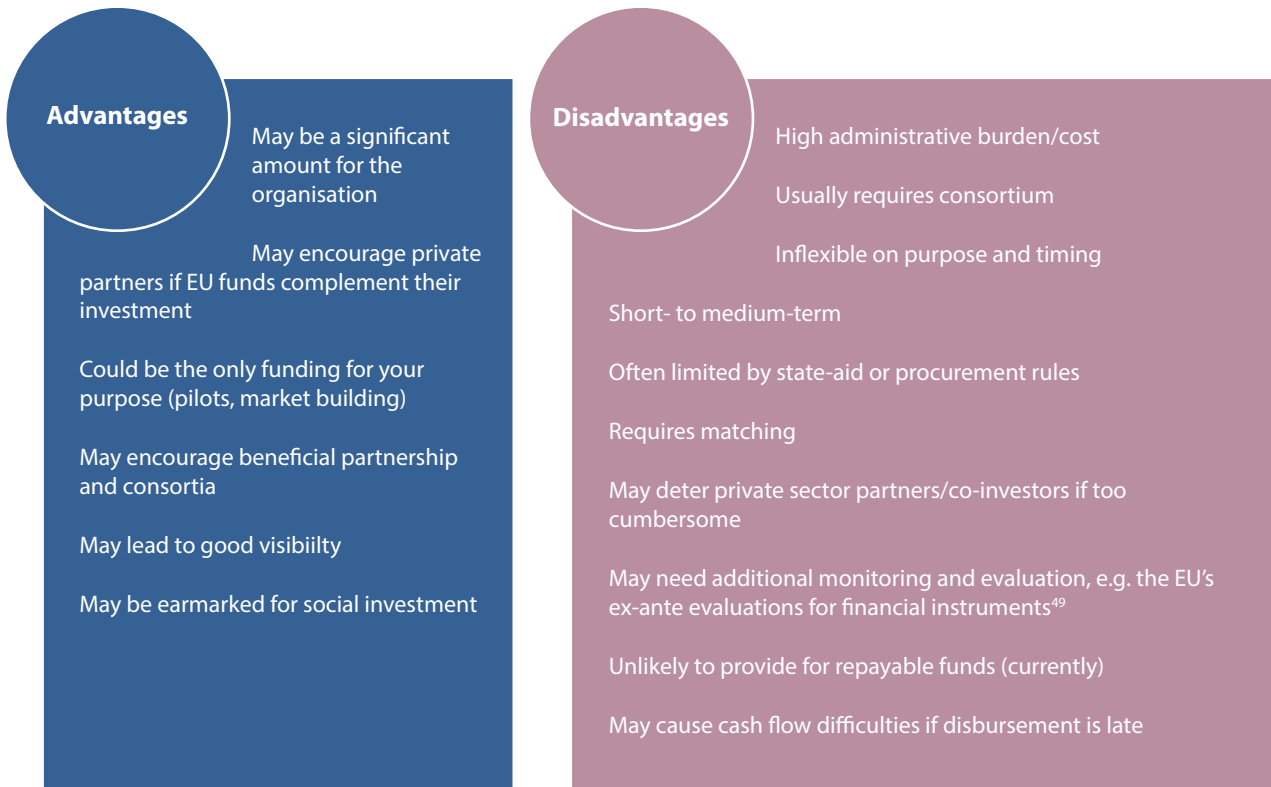 Advantages
May be a significant
amount for the
organisation
May encourage private
partners if EU funds complement their
investment
Could be the only funding for your
purpose (pilots, market building)
May encourage beneficial partnership
and consortia
May lead to good visibiilty
May be earmarked for social investment
Disadvantages
High administrative burden/cost
Usually requires consortium
Inflexible on purpose and timing
Short- to medium-term
Often limited by state-aid or procurement rules
Requires matching
May deter private sector partners/co-investors if too
cumbersome
May need additional monitoring and evaluation, e.g. the EU’s
ex-ante evaluations for financial instruments⁴⁹
Unlikely to provide for repayable funds (currently)
May cause cash flow difficulties if disbursement is late